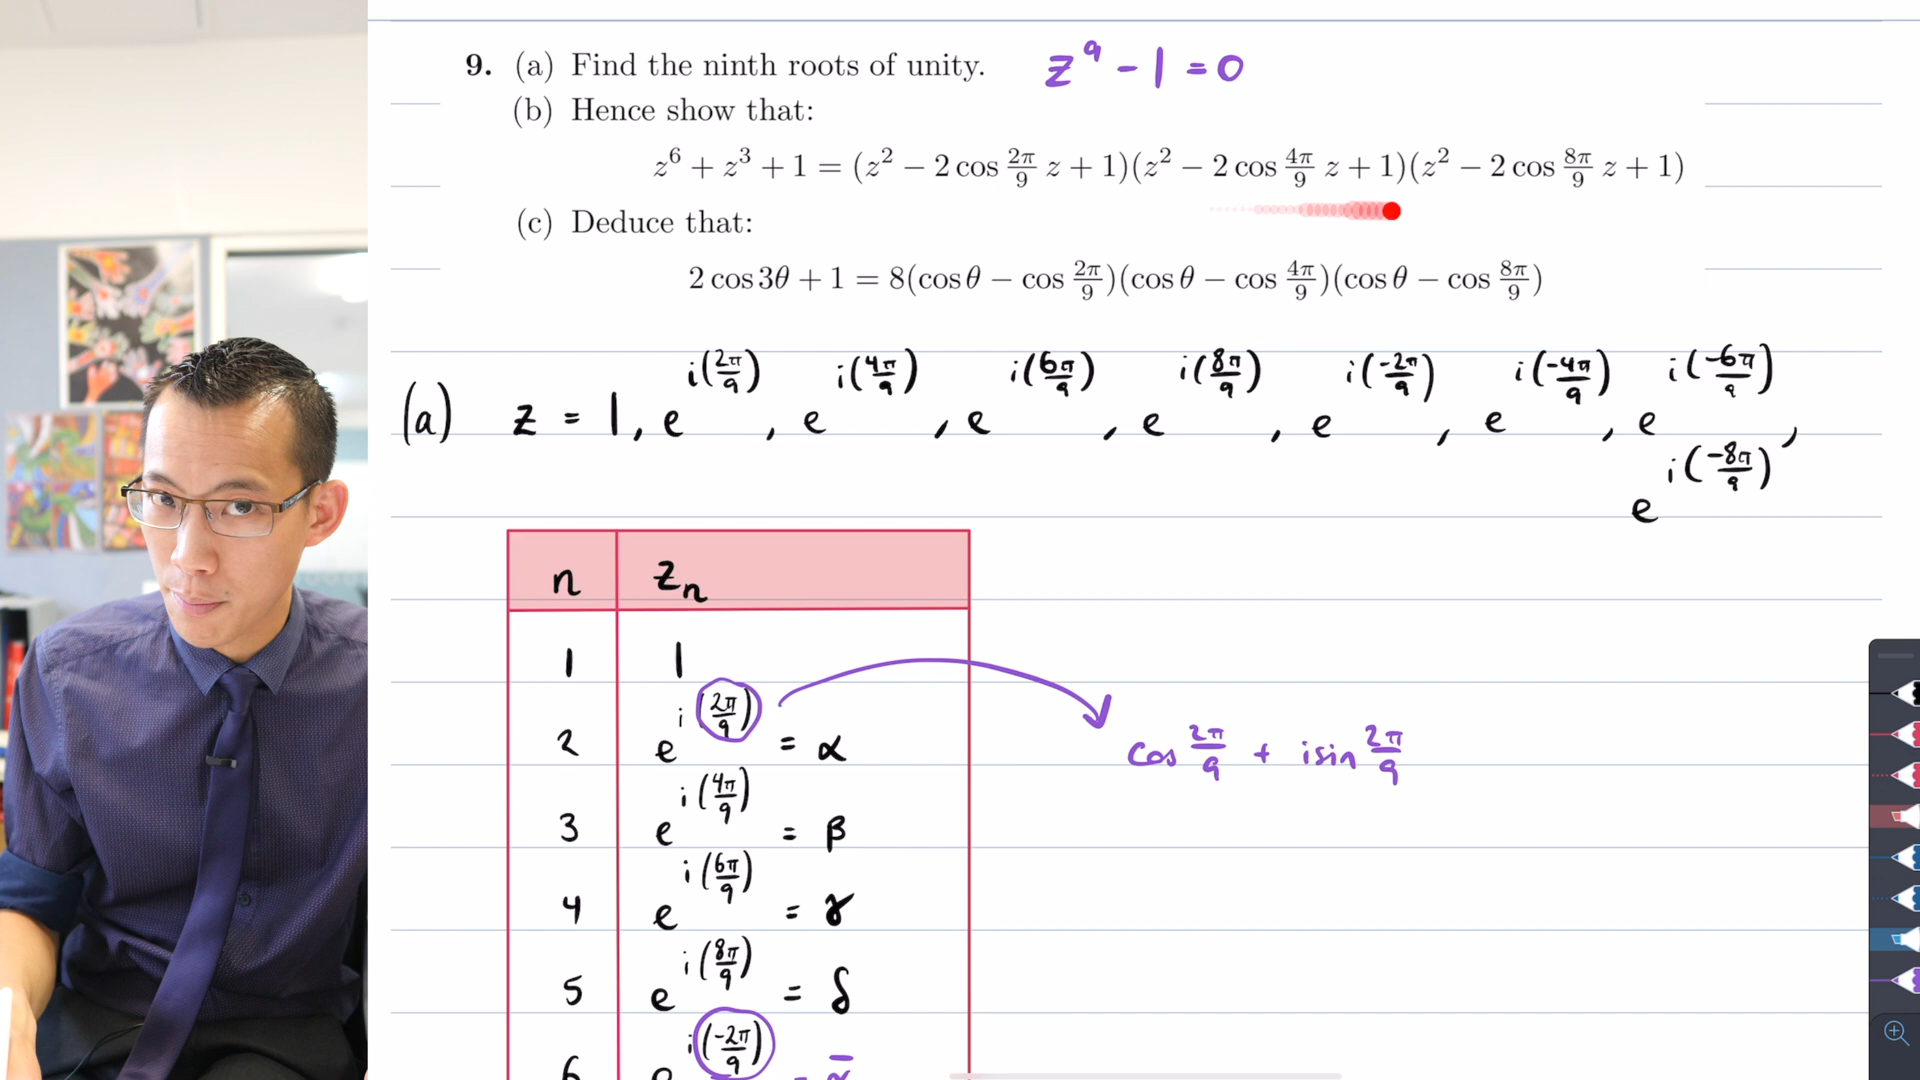 9. (a) Find the ninth roots of unity. z⁹ - 1 = 0
(b) Hence show that:
z⁶ + z³ + 1 = (z² − 2 cos 2π/9 z + 1)(z² − 2 cos 4π/9 z + 1)(z² − 2 cos 8π/9 z + 1)
(c) Deduce that:
2 cos 3θ + 1 = 8(cos θ − cos 2π/9)(cos θ − cos 4π/9)(cos θ − cos 8π/9)
(a) z = 1, e^i(2π/9), e^i(4π/9), e^i(6π/9), e^i(8π/9), e^i(-2π/9), e^i(-4π/9), e^i(-6π/9),
e^i(-8π/9)
n zₙ
1 1
2 e^i(2π/9) = α cos 2π/9 + i sin 2π/9
3 e^i(4π/9) = β
4 e^i(6π/9) = γ
5 e^i(8π/9) = δ
6 e^i(-2π/9) = ᾱ